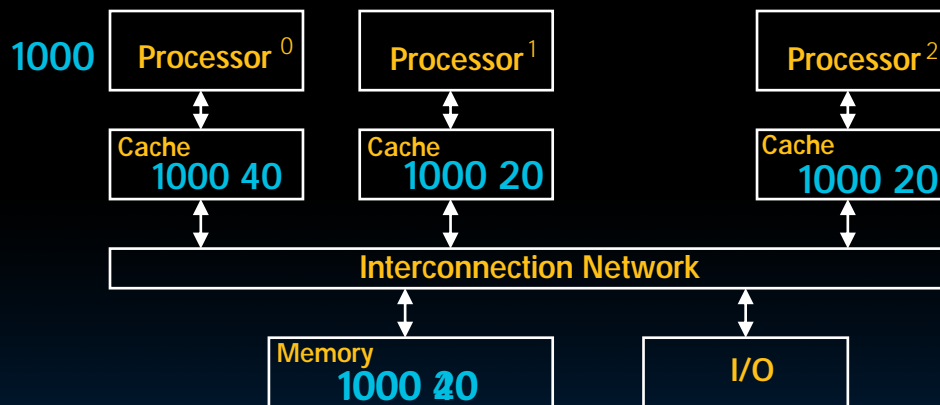 1000
Processor 0
Processor 1
Processor 2
Cache
1000 40
Cache
1000 20
Cache
1000 20
Interconnection Network
Memory
1000
I/O